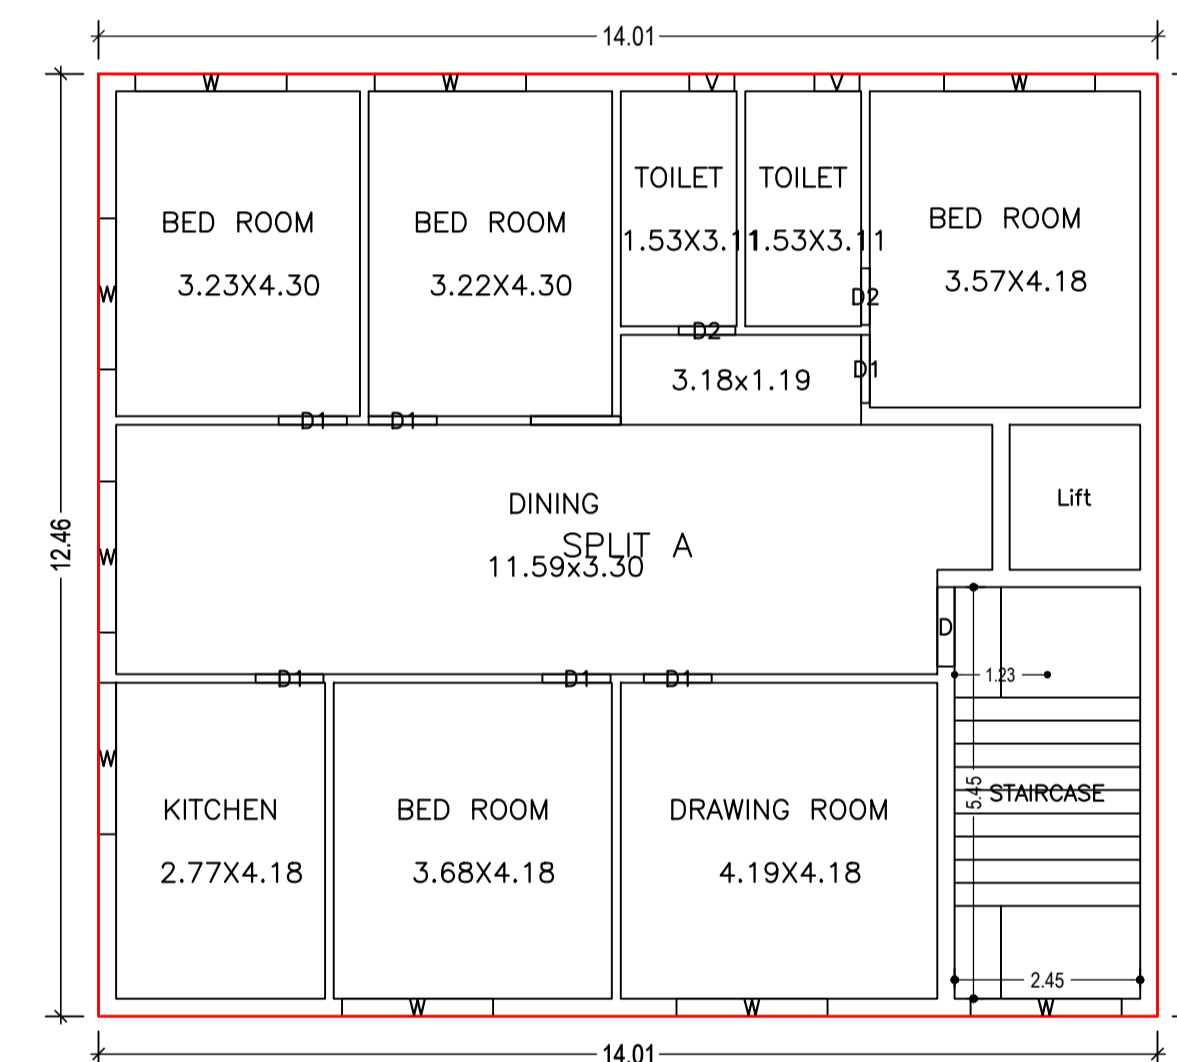 14.01
W
W
V
V
W
TOILET
TOILET
BED ROOM
BED ROOM
BED ROOM
1.53X3.11
1.53X3.11
3.23X4.30
3.22X4.30
3.57X4.18
W
D2
D2
3.18x1.19
D1
D1
D1
Lift
DINING
SPLIT A
11.59x3.30
12.46
W
D
D1
D1
D1
1.23
W
5.45
STAIRCASE
KITCHEN
BED ROOM
DRAWING ROOM
2.77X4.18
3.68X4.18
4.19X4.18
2.45
W
W
W
14.01